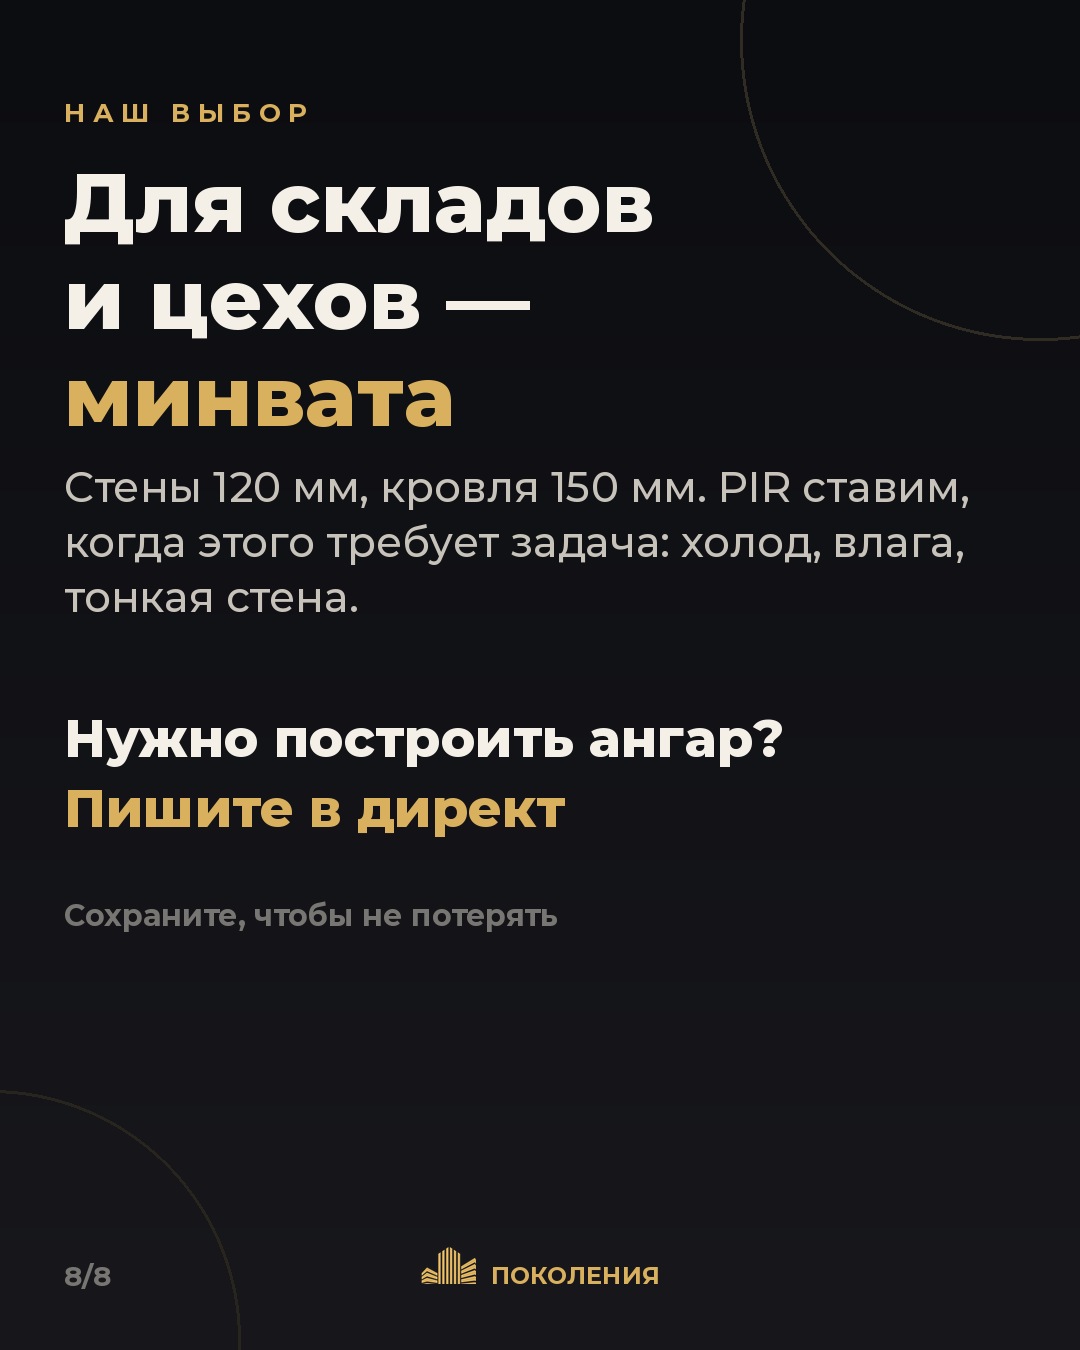 НАШ ВЫБОР
Для складов
и цехов —
минвата
Стены 120 мм, кровля 150 мм. PIR ставим,
когда этого требует задача: холод, влага,
тонкая стена.
Нужно построить ангар?
Пишите в директ
Сохраните, чтобы не потерять
8/8
ПОКОЛЕНИЯ